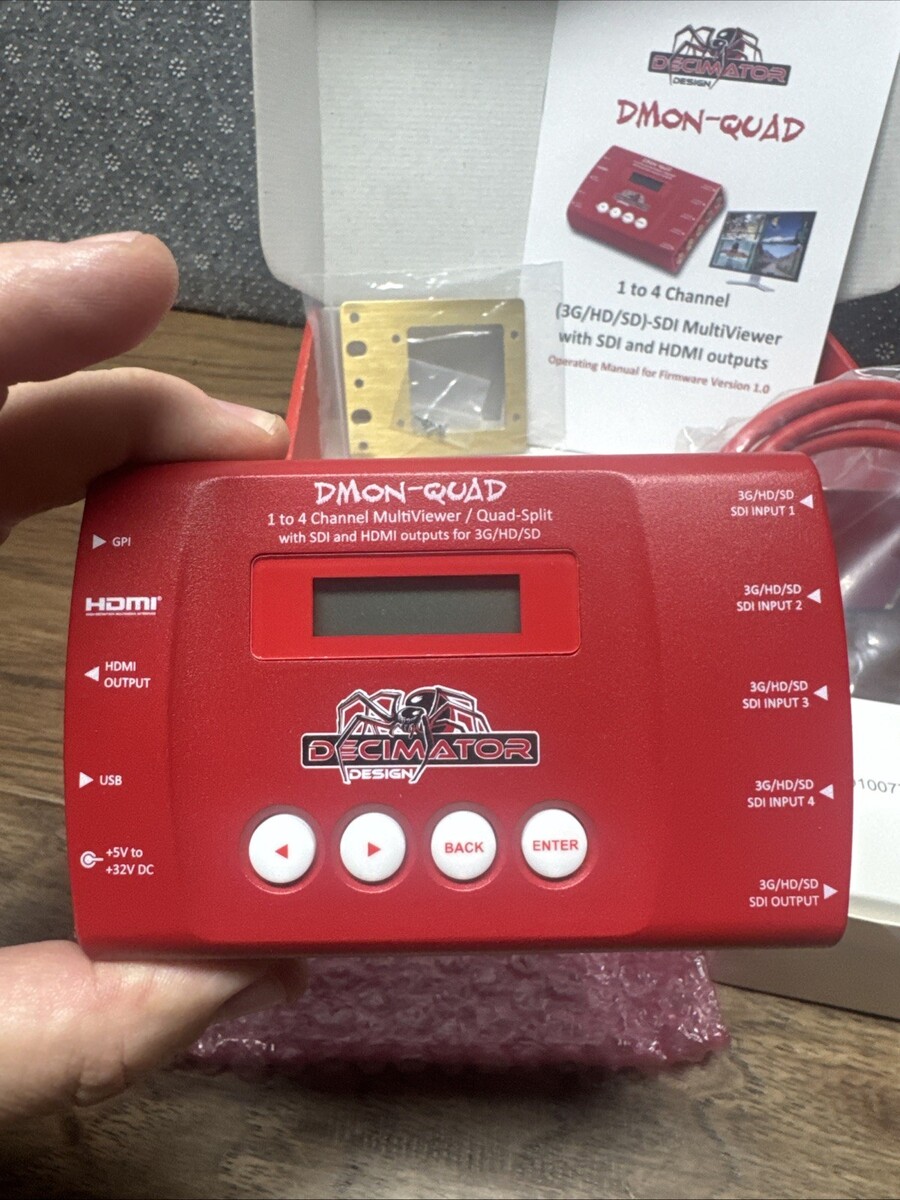 DECIMATOR
DESIGN
DMON-QUAD
1 to 4 Channel
(3G/HD/SD)-SDI MultiViewer
with SDI and HDMI outputs
Operating Manual for Firmware Version 1.0
DMON-QUAD
1 to 4 Channel MultiViewer / Quad-Split
with SDI and HDMI outputs for 3G/HD/SD
GPI
HDMI
HDMI
OUTPUT
USB
+5V to
+32V DC
DECIMATOR
DESIGN
BACK
ENTER
3G/HD/SD
SDI INPUT 1
3G/HD/SD
SDI INPUT 2
3G/HD/SD
SDI INPUT 3
3G/HD/SD
SDI INPUT 4
3G/HD/SD
SDI OUTPUT